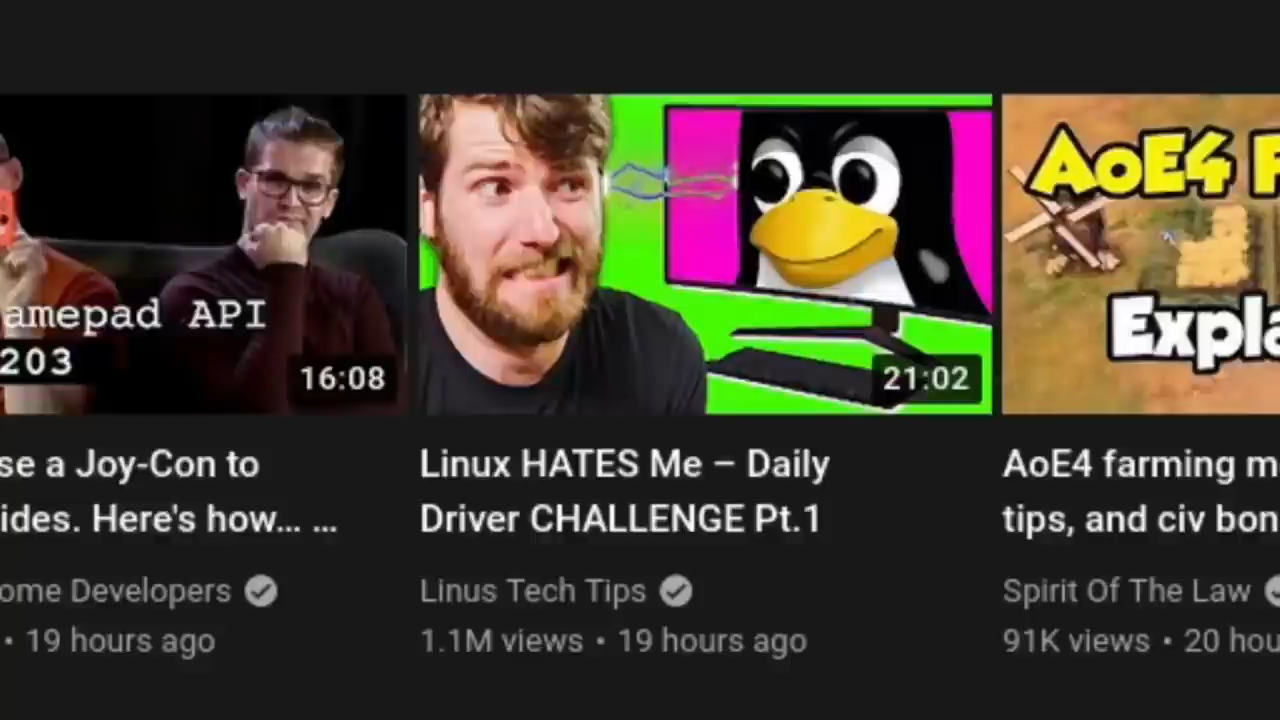 amepad API
203
16:08
se a Joy-Con to
ides. Here's how... ...
ome Developers
• 19 hours ago
21:02
Linux HATES Me – Daily
Driver CHALLENGE Pt.1
Linus Tech Tips
1.1M views • 19 hours ago
AoE4 F
Expla
AoE4 farming m
tips, and civ bon
Spirit Of The Law
91K views • 20 hou